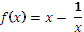 f(x) = x − 1/x